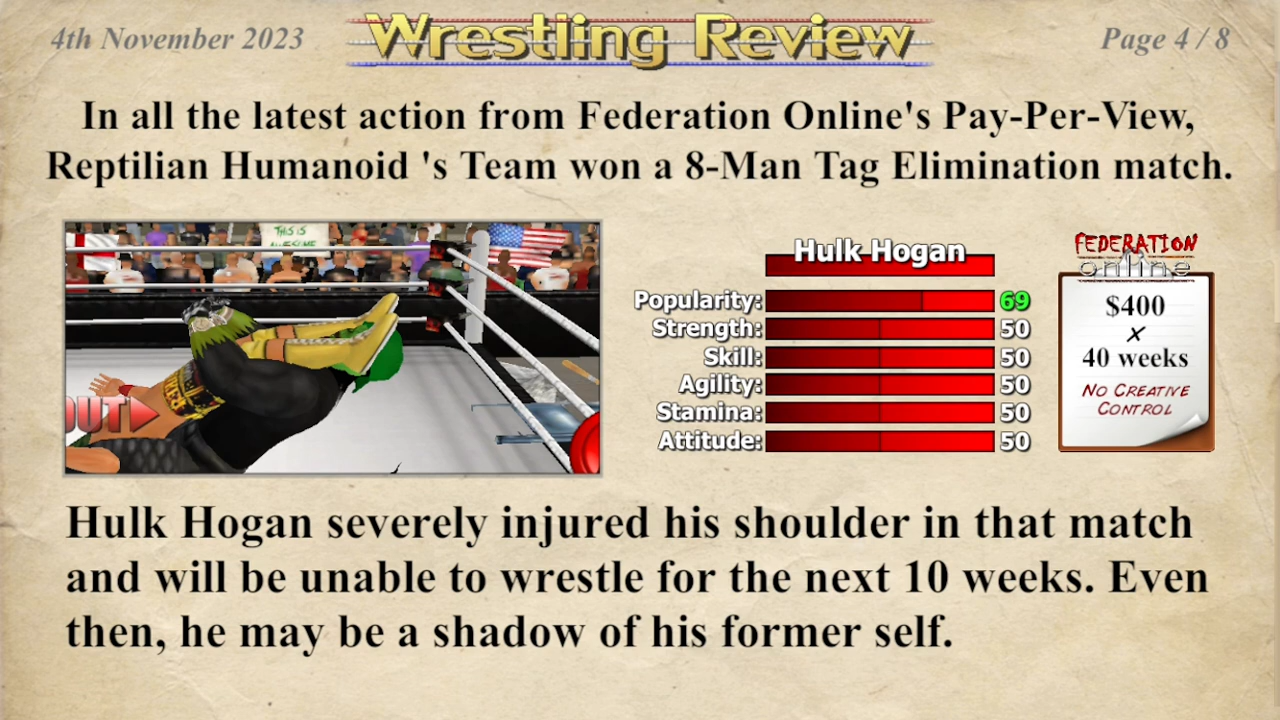 4th November 2023
Wrestling Review
Page 4 / 8
In all the latest action from Federation Online's Pay-Per-View,
Reptilian Humanoid 's Team won a 8-Man Tag Elimination match.
THIS IS
AWESOME
OUT
Hulk Hogan
Popularity: 69
Strength: 50
Skill: 50
Agility: 50
Stamina: 50
Attitude: 50
FEDERATION
online
$400
x
40 weeks
NO CREATIVE
CONTROL
Hulk Hogan severely injured his shoulder in that match
and will be unable to wrestle for the next 10 weeks. Even
then, he may be a shadow of his former self.